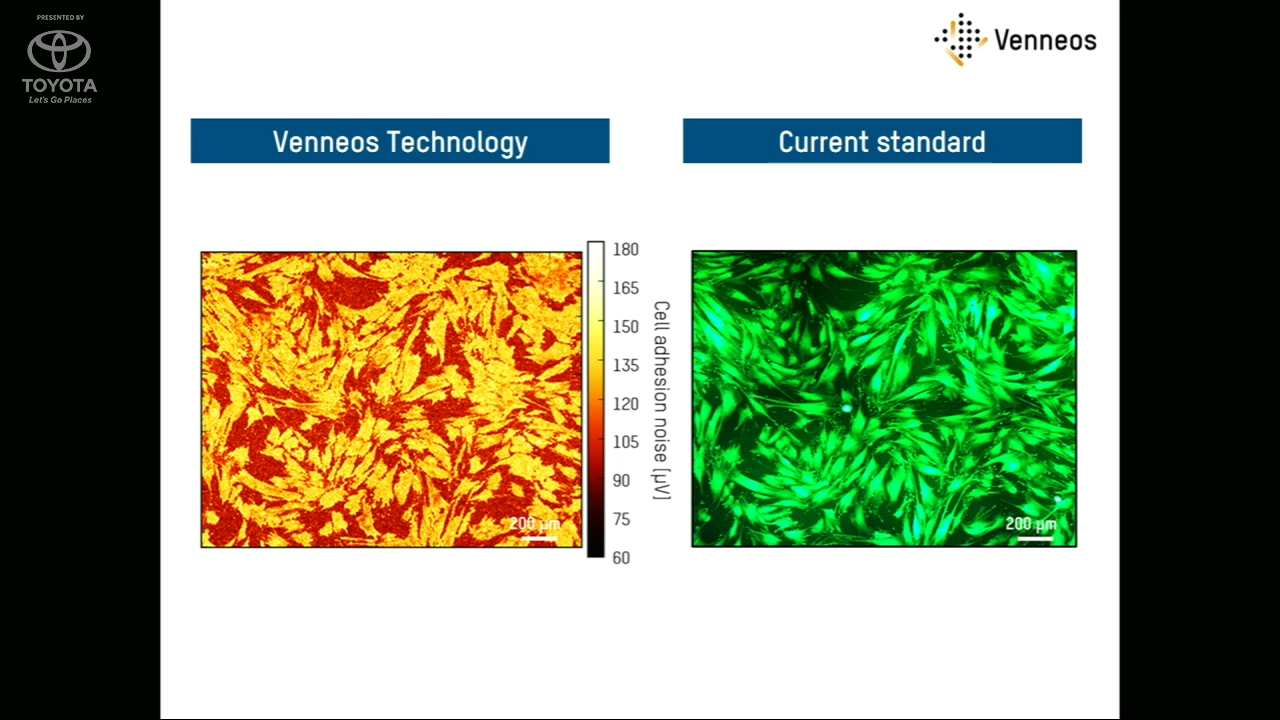 PRESENTED BY
TOYOTA
Let's Go Places
Venneos
Venneos Technology
Current standard
180
165
150
135
120
105
90
75
60
Cell adhesion noise [µV]
200 µm
200 µm